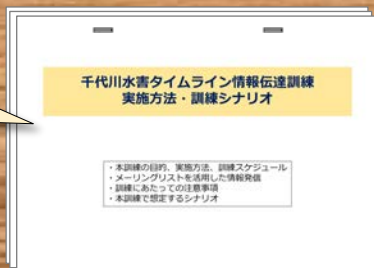 千代川水害タイムライン情報伝達訓練
実施方法・訓練シナリオ
・本訓練の目的、実施方法、訓練スケジュール
・メーリングリストを活用した情報発信
・訓練にあたっての注意事項
・本訓練で想定するシナリオ